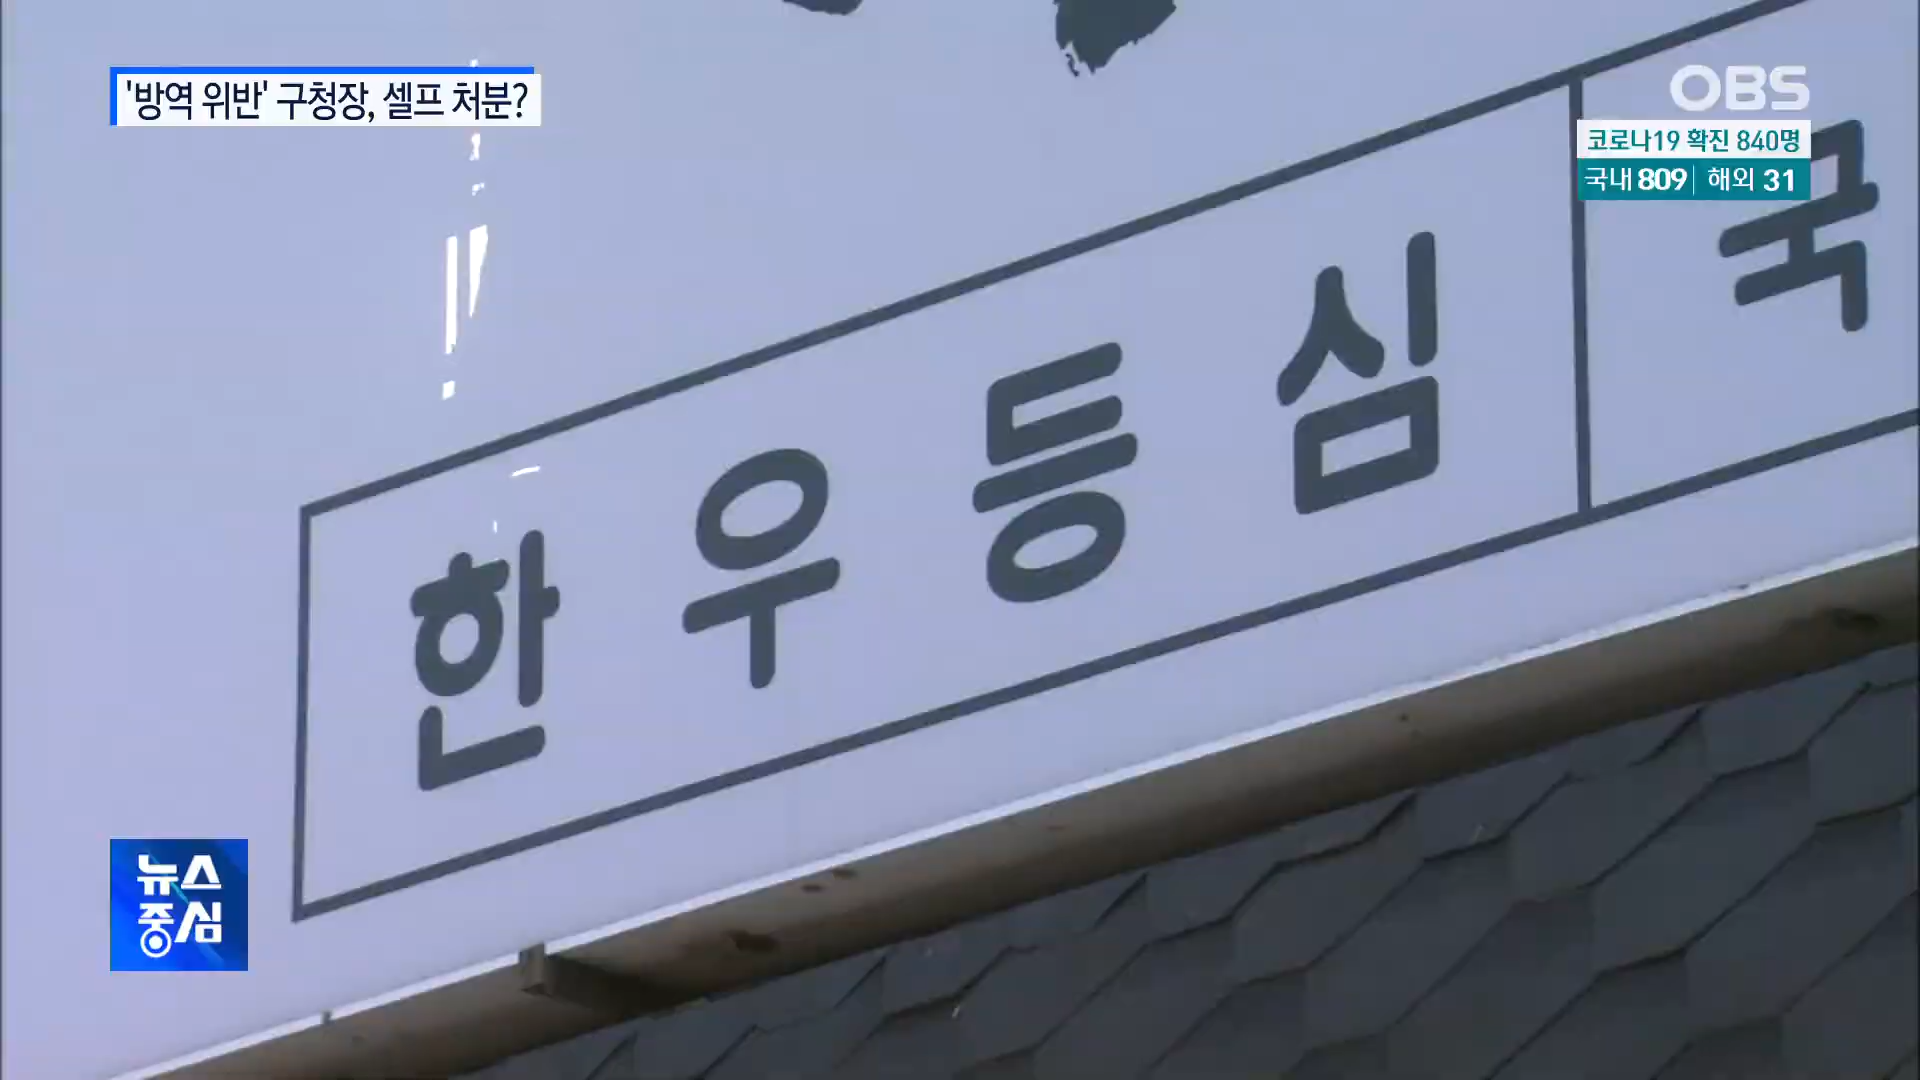 '방역 위반' 구청장, 셀프 처분?
OBS
코로나19 확진 840명
국내 809 | 해외 31
한우등심
국
뉴스
중심